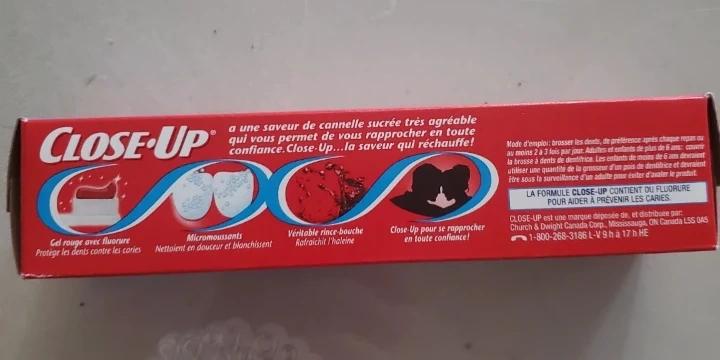 CLOSE•UP®
a une saveur de cannelle sucrée très agréable
qui vous permet de vous rapprocher en toute
confiance. Close-Up...la saveur qui réchauffe!
Gel rouge avec fluorure
Protège les dents contre les caries
Micromoussants
Nettoient en douceur et blanchissent
Véritable rince-bouche
Rafraîchit l'haleine
Close-Up pour se rapprocher
en toute confiance!
Mode d'emploi: brosser les dents, de préférence après chaque repas ou
au moins 2 à 3 fois par jour. Adultes et enfants de plus de 6 ans: couvrir
la brosse à dents de dentifrice. Les enfants de moins de 6 ans devraient
utiliser une quantité de la grosseur d'un pois de dentifrice et devraient
être sous la surveillance d'un adulte pour éviter d'avaler le produit.
LA FORMULE CLOSE-UP CONTIENT DU FLUORURE
POUR AIDER À PRÉVENIR LES CARIES.
CLOSE-UP est une marque déposée de, et distribuée par:
Church & Dwight Canada Corp., Mississauga, ON Canada L5S 0A5
1-800-268-3186 L-V 9 h à 17 h HE